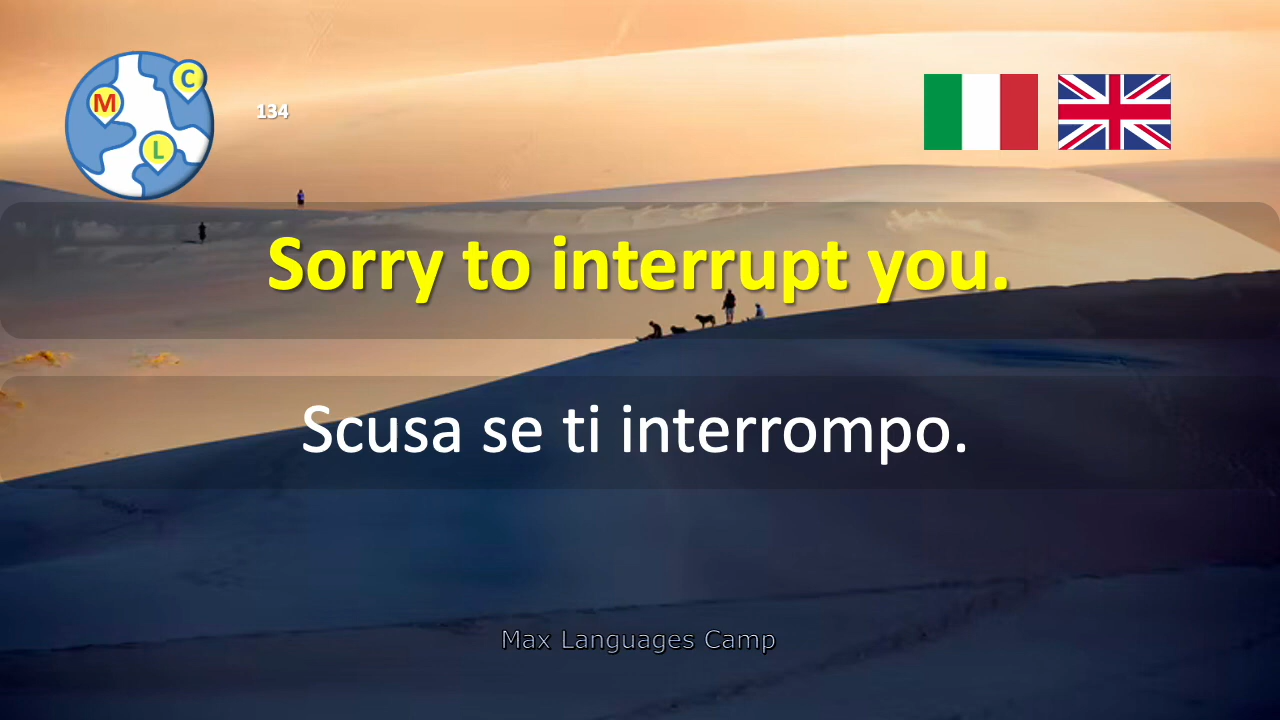 M
C
L
134
Sorry to interrupt you.
Scusa se ti interrompo.
Max Languages Camp